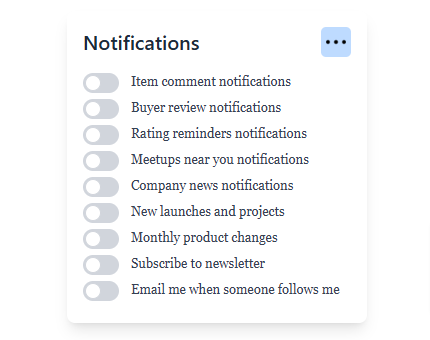 Notifications
Item comment notifications
Buyer review notifications
Rating reminders notifications
Meetups near you notifications
Company news notifications
New launches and projects
Monthly product changes
Subscribe to newsletter
Email me when someone follows me